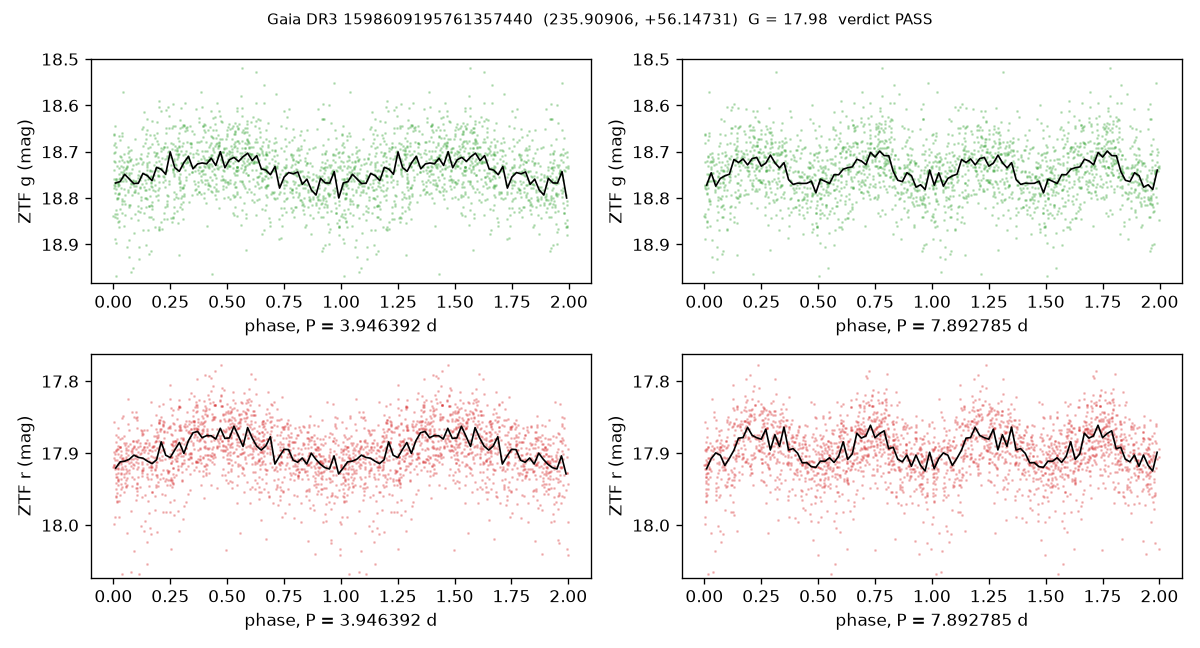 Gaia DR3 1598609195761357440 (235.90906, +56.14731) G = 17.98 verdict PASS
18.5
18.6
18.7
18.8
18.9
ZTF g (mag)
0.00 0.25 0.50 0.75 1.00 1.25 1.50 1.75 2.00
phase, P = 3.946392 d
18.5
18.6
18.7
18.8
18.9
ZTF g (mag)
0.00 0.25 0.50 0.75 1.00 1.25 1.50 1.75 2.00
phase, P = 7.892785 d
17.8
17.9
18.0
ZTF r (mag)
0.00 0.25 0.50 0.75 1.00 1.25 1.50 1.75 2.00
phase, P = 3.946392 d
17.8
17.9
18.0
ZTF r (mag)
0.00 0.25 0.50 0.75 1.00 1.25 1.50 1.75 2.00
phase, P = 7.892785 d